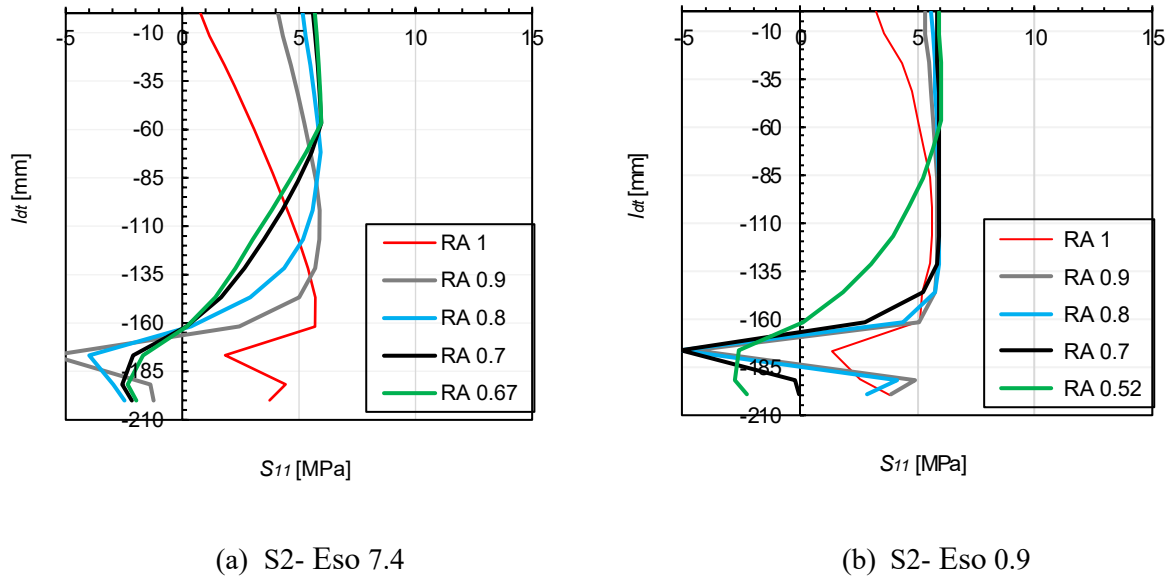 -5 0 5 10 15
-10
-35
-60
-85
-110
-135
-160
-185
-210
Idt [mm]
RA 1
RA 0.9
RA 0.8
RA 0.7
RA 0.67
S11 [MPa]
(a) S2- Eso 7.4
-5 0 5 10 15
-10
-35
-60
-85
-110
-135
-160
-185
-210
Idt [mm]
RA 1
RA 0.9
RA 0.8
RA 0.7
RA 0.52
S11 [MPa]
(b) S2- Eso 0.9